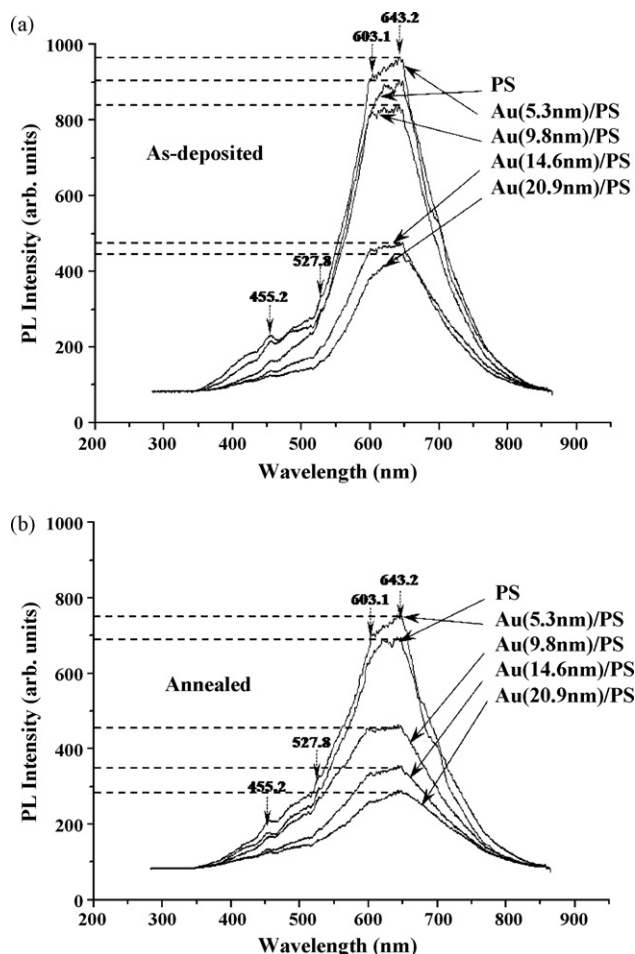 (a)
643.2
603.1
1000
800
600
400
200
0
PL Intensity (arb. units)
As-deposited
PS
Au(5.3nm)/PS
Au(9.8nm)/PS
Au(14.6nm)/PS
Au(20.9nm)/PS
527.8
455.2
200 300 400 500 600 700 800 900
Wavelength (nm)
(b)
1000
800
600
400
200
0
PL Intensity (arb. units)
643.2
603.1
Annealed
PS
Au(5.3nm)/PS
Au(9.8nm)/PS
Au(14.6nm)/PS
Au(20.9nm)/PS
527.8
455.2
200 300 400 500 600 700 800 900
Wavelength (nm)